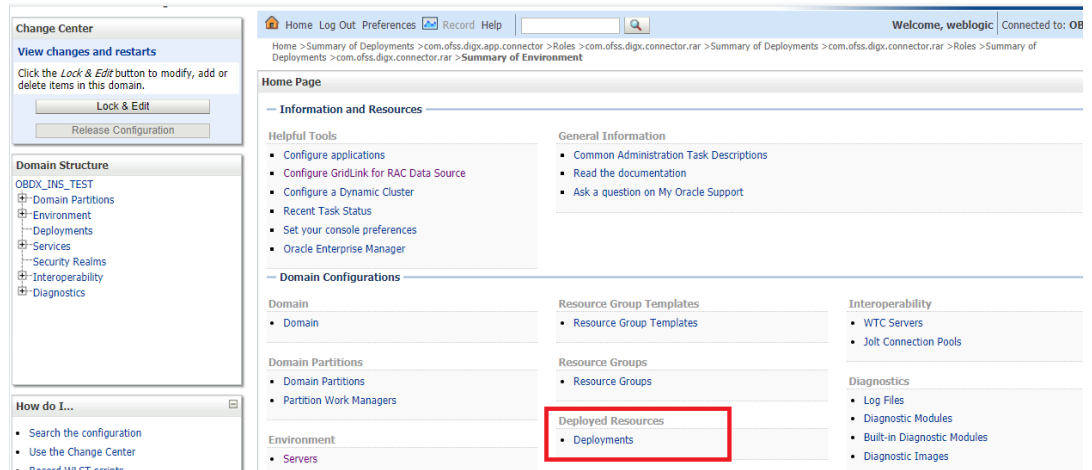 Change Center
View changes and restarts
Click the Lock & Edit button to modify, add or
delete items in this domain.
Lock & Edit
Release Configuration
Domain Structure
OBDX_INS_TEST
Domain Partitions
Environment
Deployments
Services
Security Realms
Interoperability
Diagnostics
How do I...
Search the configuration
Use the Change Center
Record WLST scripts
Home Log Out Preferences Record Help
Welcome, weblogic Connected to: OB
Home >Summary of Deployments >com.ofss.digx.app.connector >Roles >com.ofss.digx.connector.rar >Summary of Deployments >com.ofss.digx.connector.rar >Roles >Summary of
Deployments >com.ofss.digx.connector.rar >Summary of Environment
Home Page
Information and Resources
Helpful Tools
Configure applications
Configure GridLink for RAC Data Source
Configure a Dynamic Cluster
Recent Task Status
Set your console preferences
Oracle Enterprise Manager
General Information
Common Administration Task Descriptions
Read the documentation
Ask a question on My Oracle Support
Domain Configurations
Domain
Domain
Domain Partitions
Domain Partitions
Partition Work Managers
Environment
Servers
Resource Group Templates
Resource Group Templates
Resource Groups
Resource Groups
Deployed Resources
Deployments
Interoperability
WTC Servers
Jolt Connection Pools
Diagnostics
Log Files
Diagnostic Modules
Built-in Diagnostic Modules
Diagnostic Images